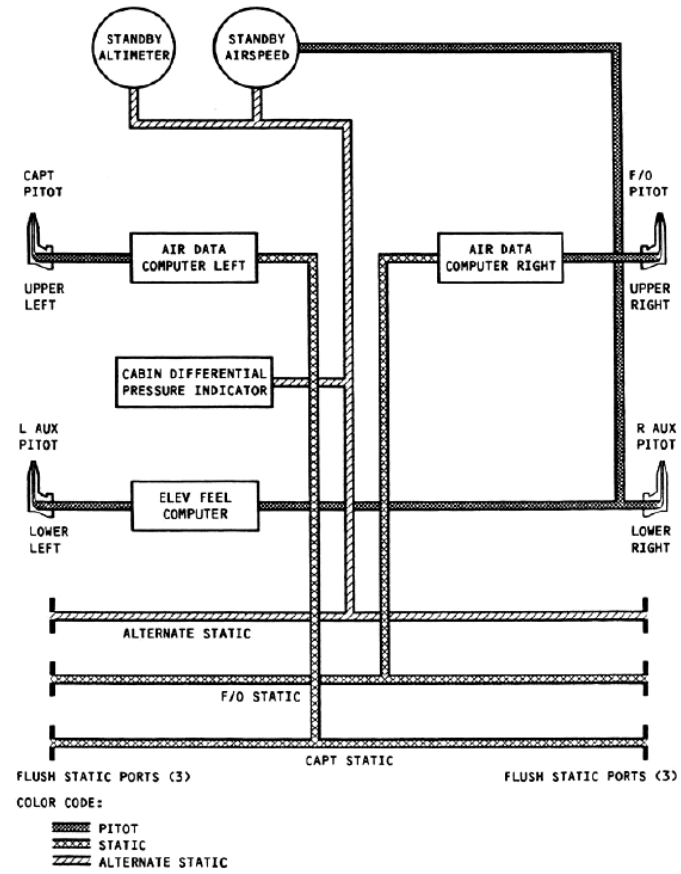 STANDBY
ALTIMETER
STANDBY
AIRSPEED
CAPT
PITOT
F/O
PITOT
AIR DATA
COMPUTER LEFT
AIR DATA
COMPUTER RIGHT
UPPER
LEFT
UPPER
RIGHT
CABIN DIFFERENTIAL
PRESSURE INDICATOR
L AUX
PITOT
R AUX
PITOT
ELEV FEEL
COMPUTER
LOWER
LEFT
LOWER
RIGHT
ALTERNATE STATIC
F/O STATIC
CAPT STATIC
FLUSH STATIC PORTS (3)
FLUSH STATIC PORTS (3)
COLOR CODE:
PITOT
STATIC
ALTERNATE STATIC